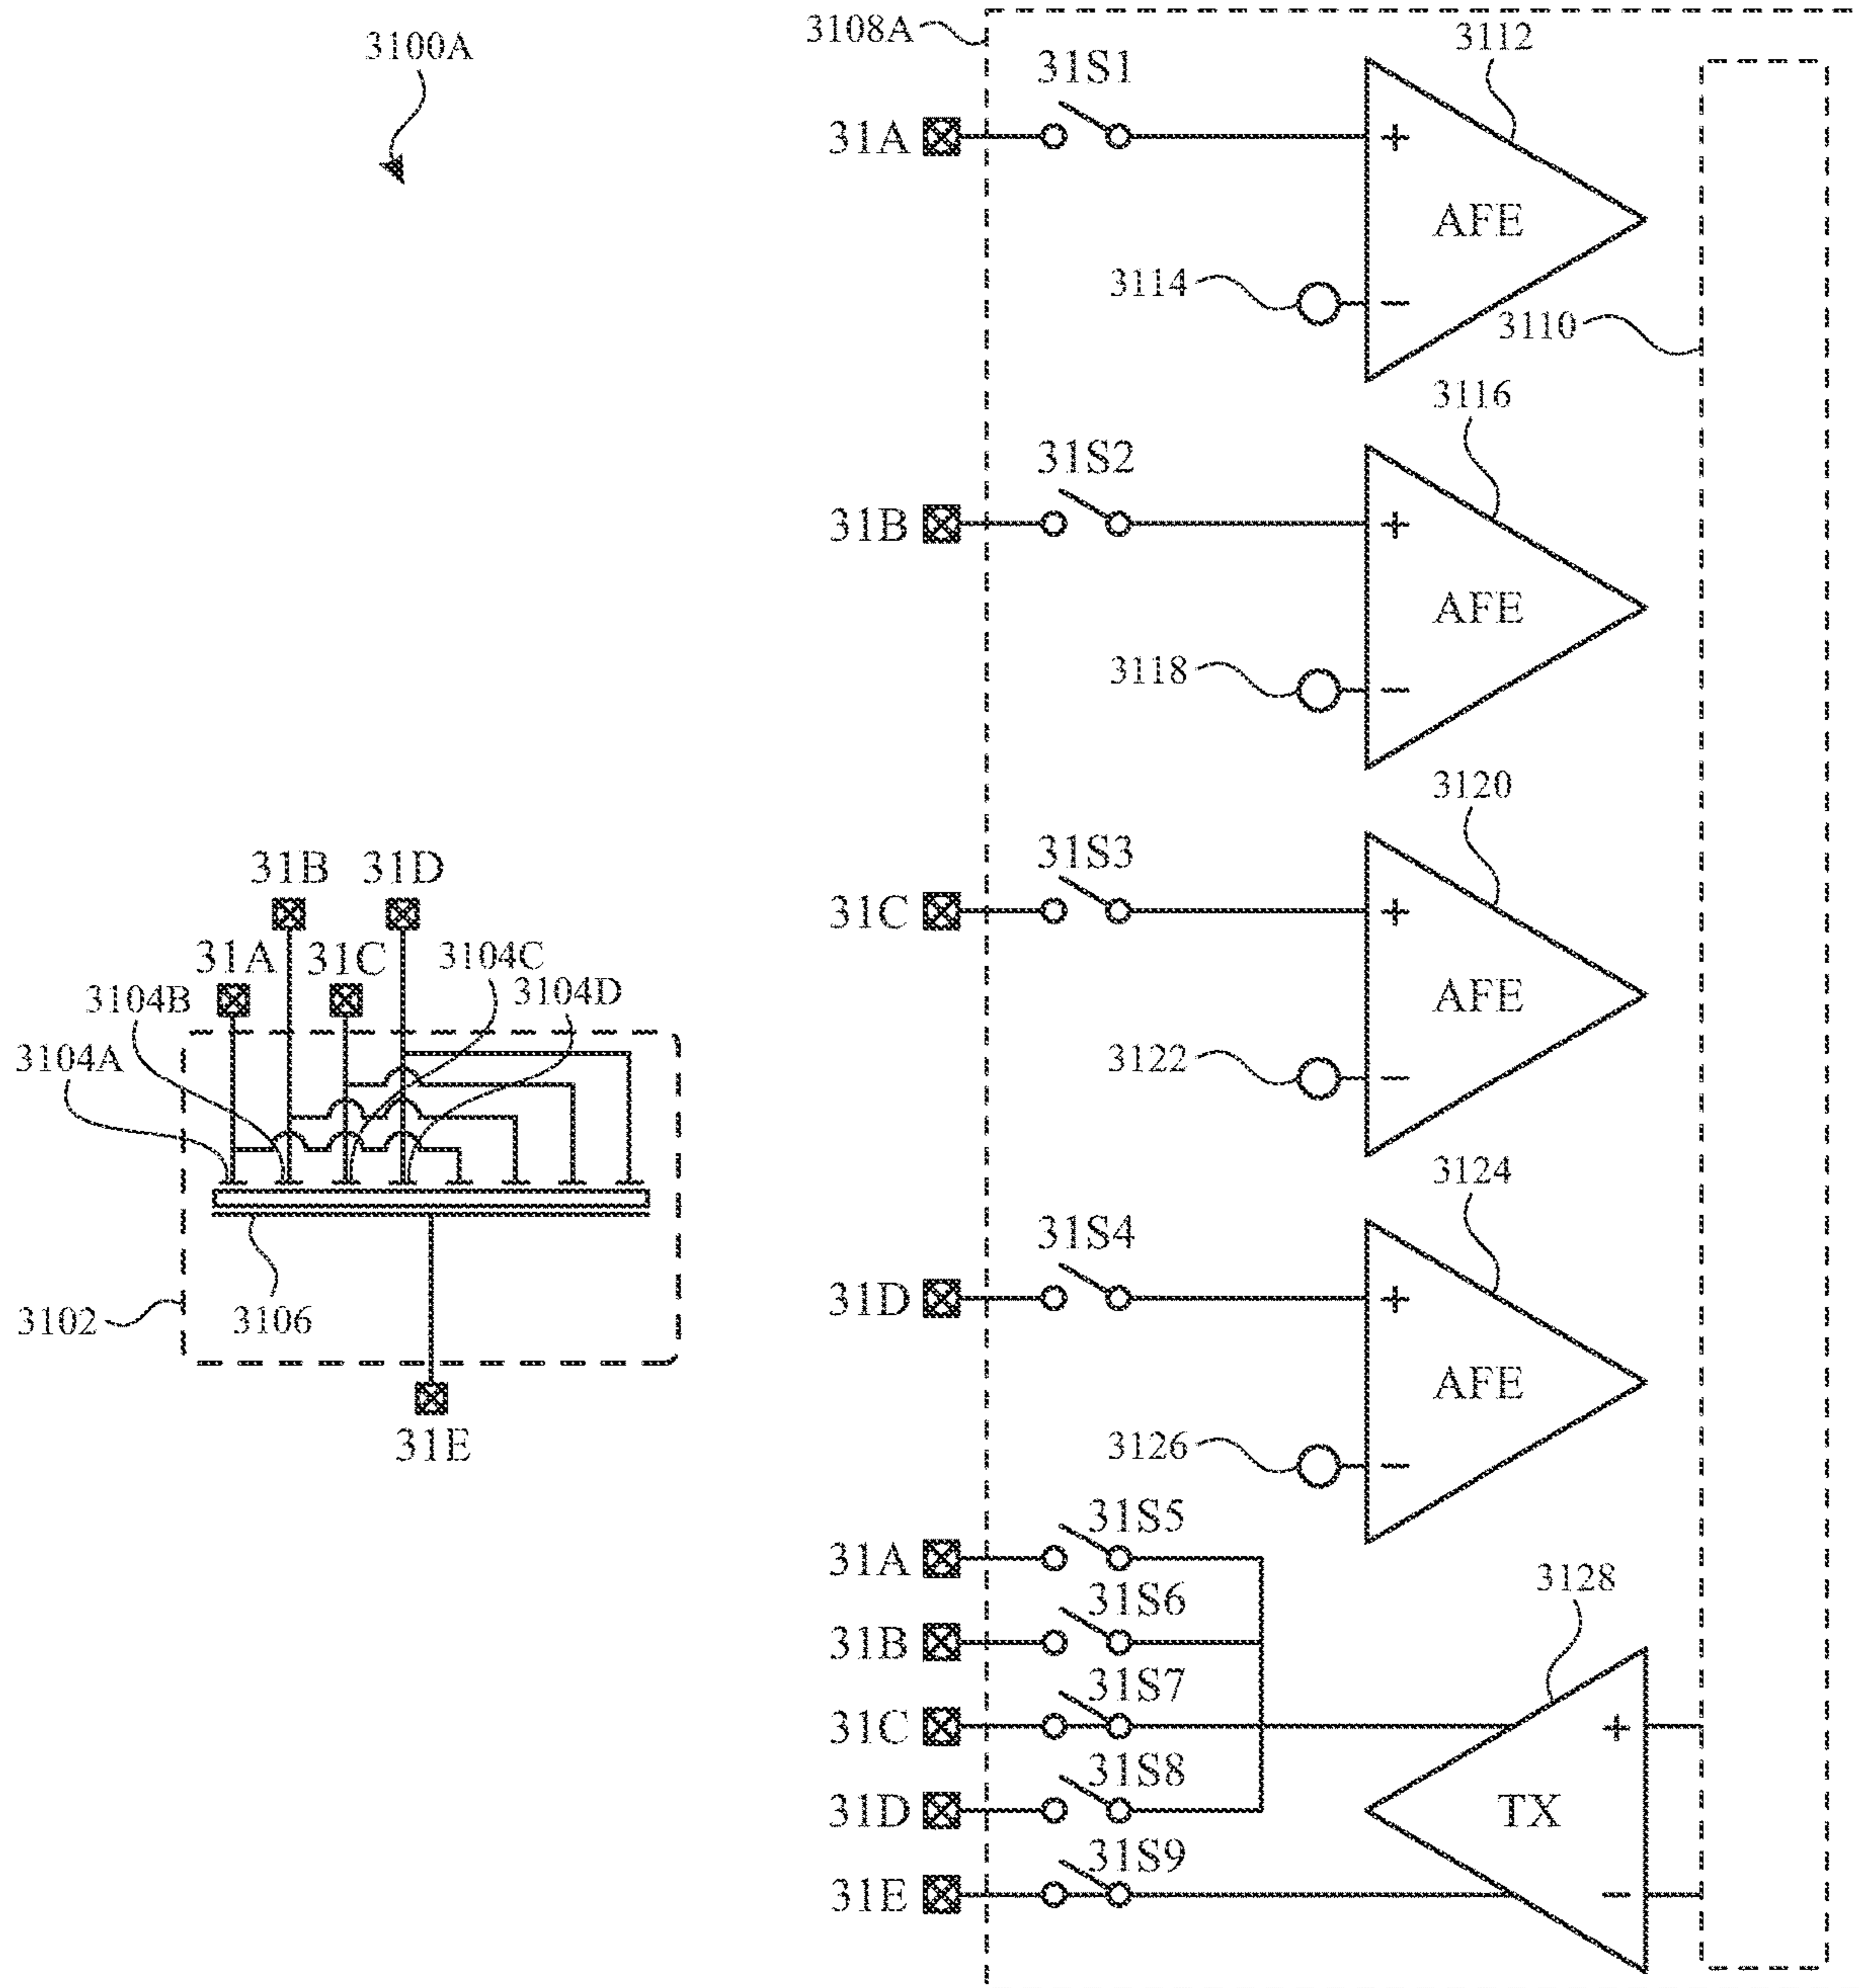 3100A
3108A
3112
31S1
31A
+
AFE
3114
−
3110
3116
31S2
31B
+
AFE
3118
−
3120
31S3
31C
+
AFE
3122
−
3124
31S4
31D
+
AFE
3126
−
31B 31D
31A 31C 3104C
3104B 3104D
3104A
3102 3106
31E
31S5
31A
31S6
31B
3128
31S7
31C
+
31S8
31D
TX
31S9
31E
−